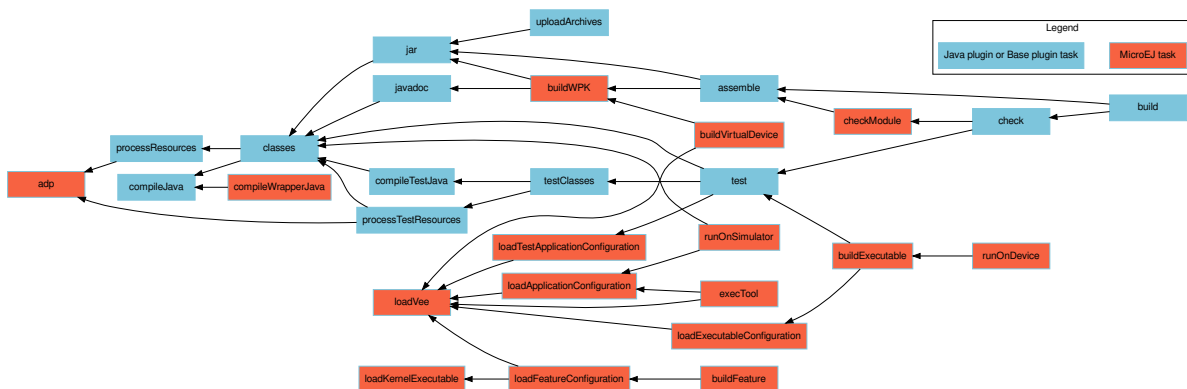 uploadArchives
Legend
jar
Java plugin or Base plugin task
MicroEJ task
javadoc
buildWPK
assemble
build
checkModule
check
buildVirtualDevice
processResources
classes
adp
compileJava
compileWrapperJava
compileTestJava
testClasses
test
processTestResources
runOnSimulator
loadTestApplicationConfiguration
buildExecutable
runOnDevice
loadApplicationConfiguration
execTool
loadVee
loadExecutableConfiguration
loadKernelExecutable
loadFeatureConfiguration
buildFeature